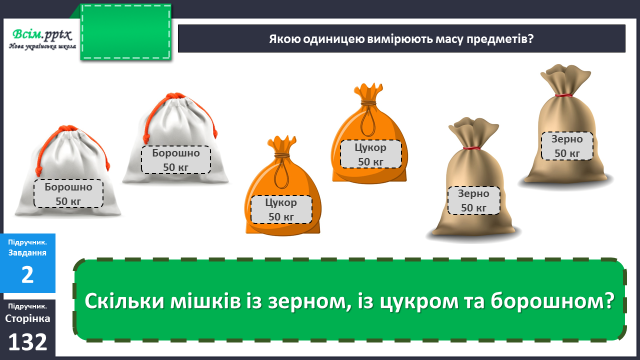 Всім.pptx
Нова українська школа
Якою одиницею вимірюють масу предметів?
Борошно
50 кг
Борошно
50 кг
Цукор
50 кг
Цукор
50 кг
Зерно
50 кг
Зерно
50 кг
Підручник.
Завдання
2
Підручник.
Сторінка
132
Скільки мішків із зерном, із цукром та борошном?